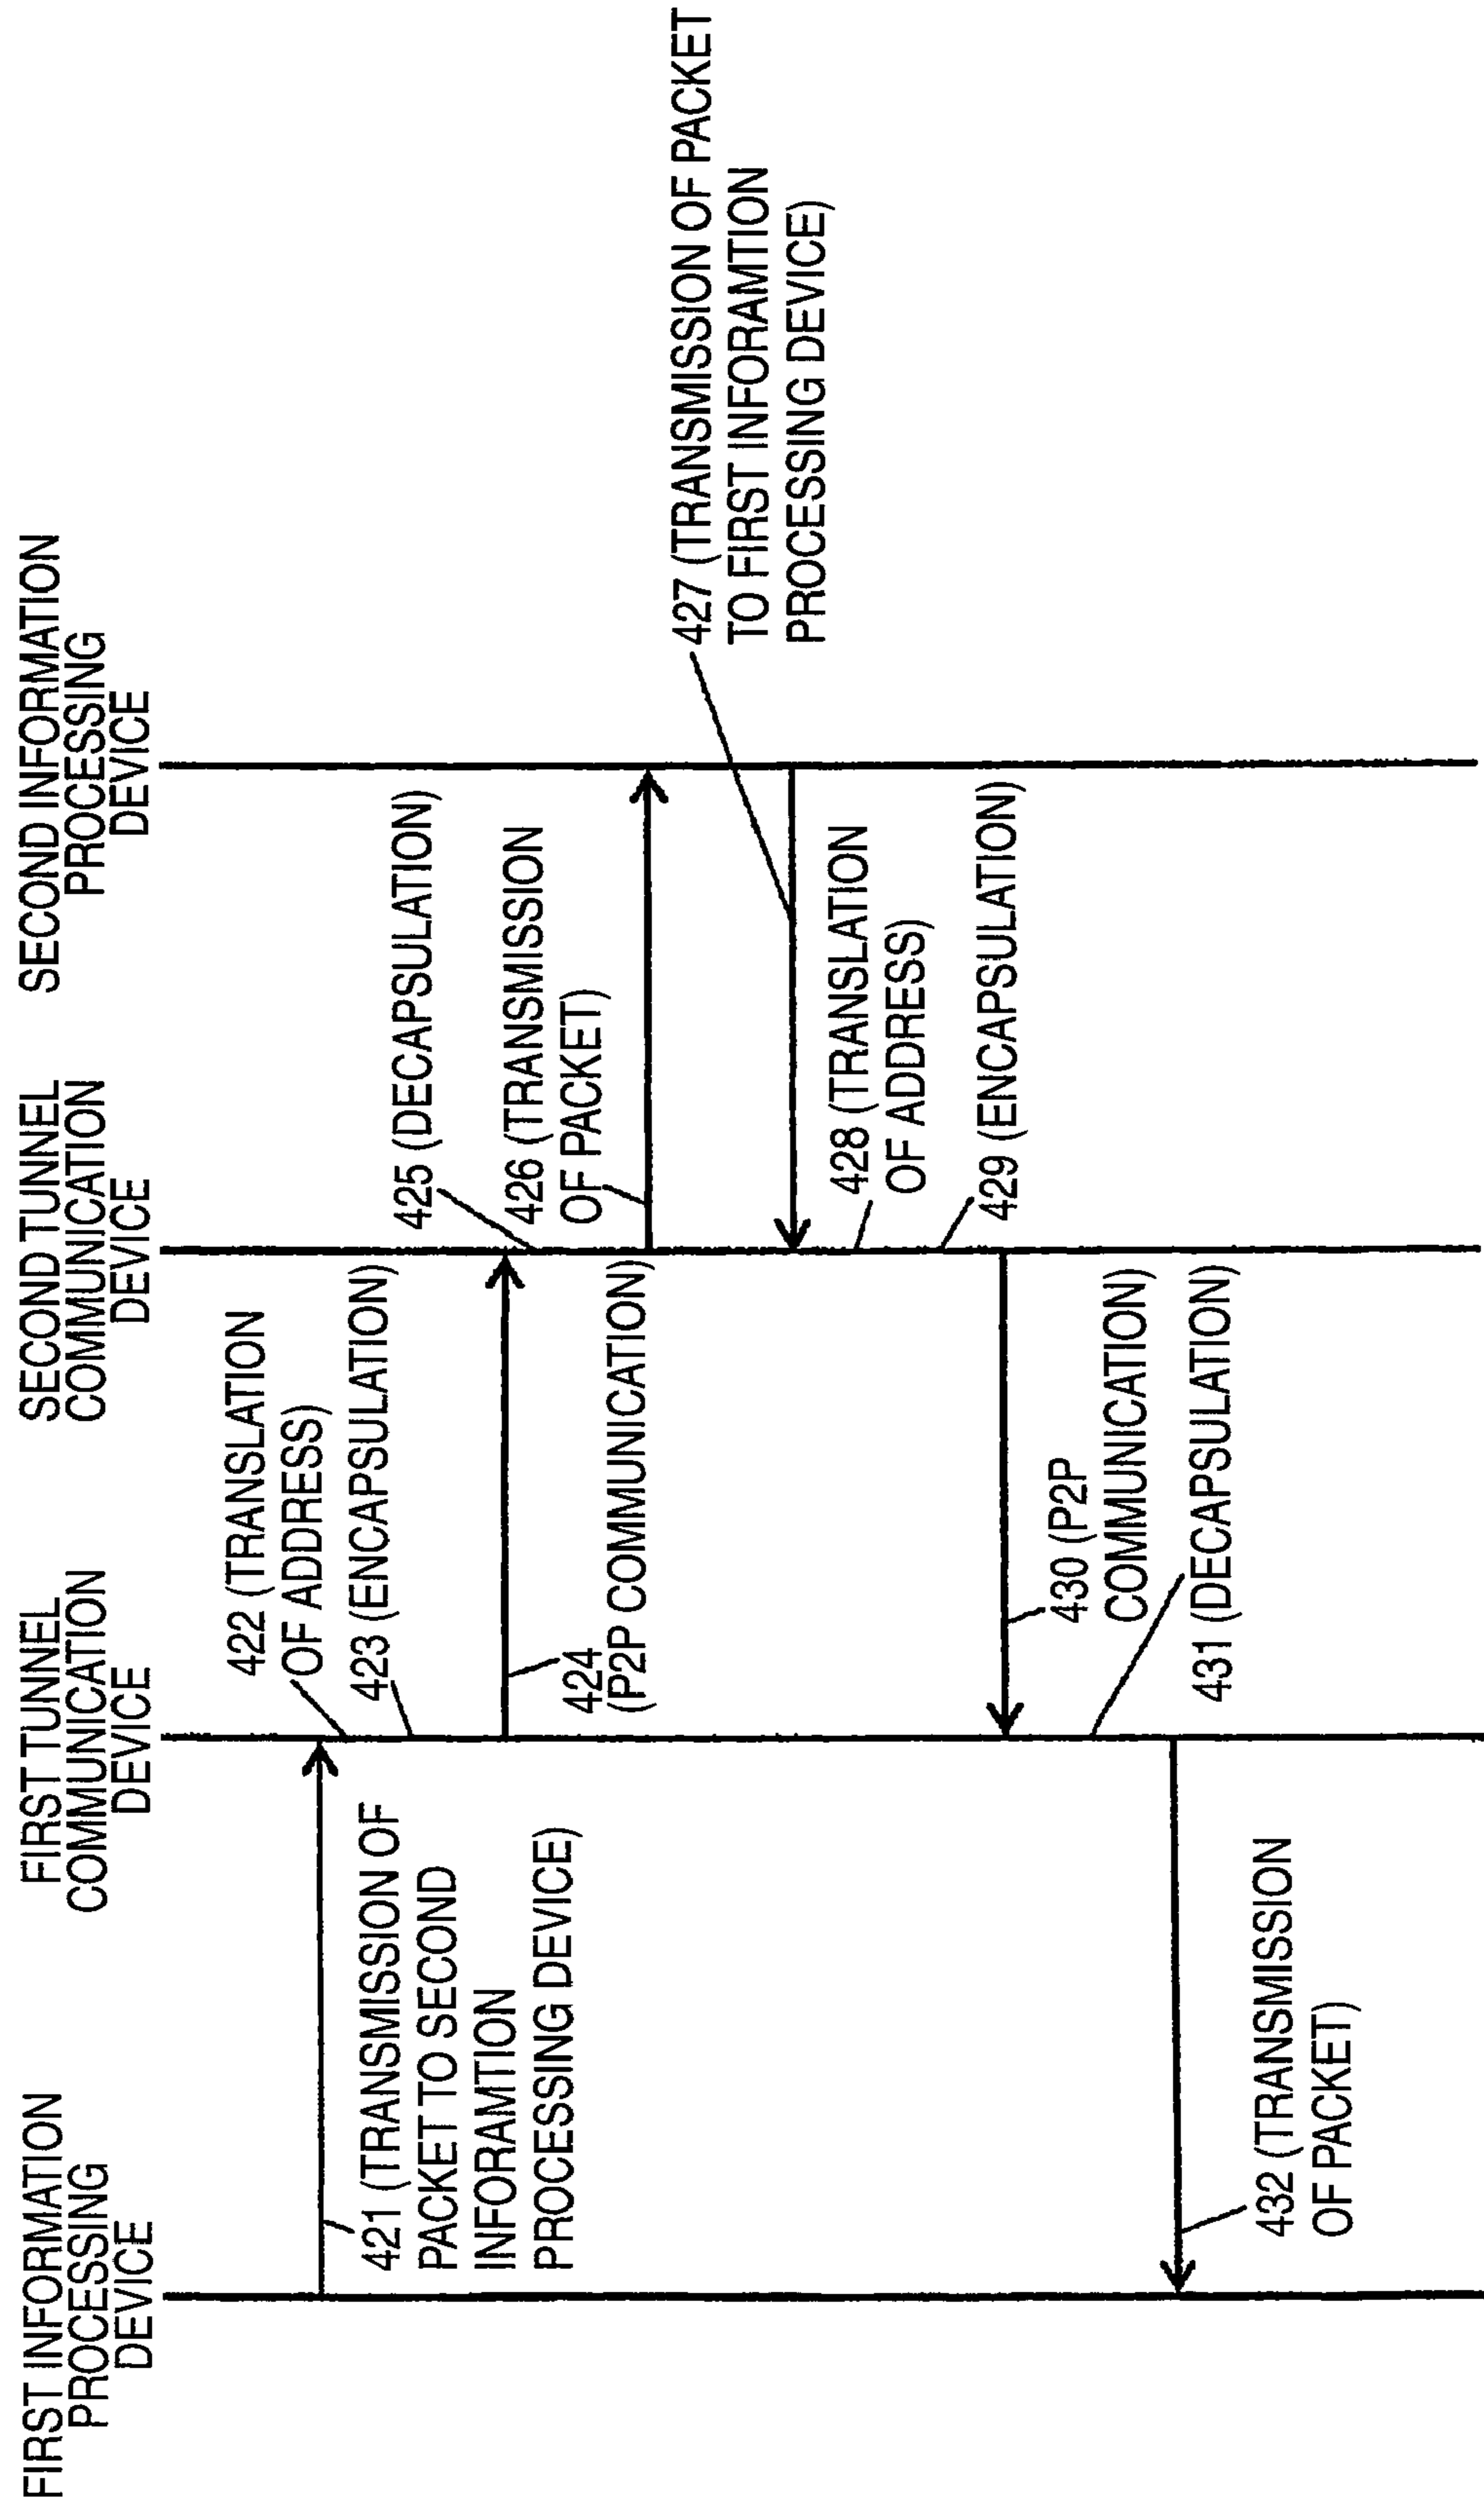 FIRST INFORMATION
PROCESSING
DEVICE
FIRST TUNNEL
COMMUNICATION
DEVICE
SECOND TUNNEL
COMMUNICATION
DEVICE
SECOND INFORMATION
PROCESSING
DEVICE
421 (TRANSMISSION OF
PACKET TO SECOND
INFORAMTION
PROCESSING DEVICE)
422 (TRANSLATION
OF ADDRESS)
423 (ENCAPSULATION)
424
(P2P COMMUNICATION)
425 (DECAPSULATION)
426 (TRANSMISSION
OF PACKET)
427 (TRANSMISSION OF PACKET
TO FIRST INFORAMTION
PROCESSING DEVICE)
428 (TRANSLATION
OF ADDRESS)
429 (ENCAPSULATION)
430 (P2P
COMMUNICATION)
431 (DECAPSULATION)
432 (TRANSMISSION
OF PACKET)